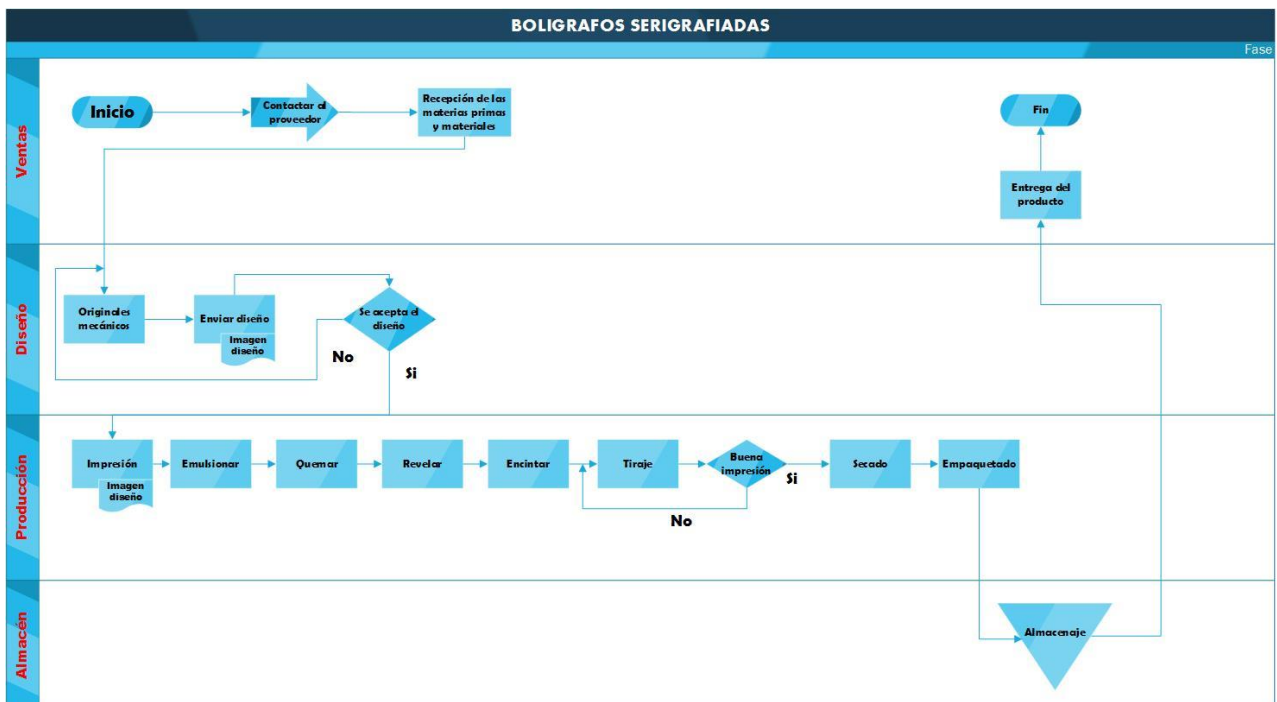 BOLIGRAFOS SERIGRAFIADAS
Fase
Ventas
Inicio
Contactar al
proveedor
Recepción de las
materias primas
y materiales
Fin
Entrega del
producto
Diseño
Originales
mecánicos
Enviar diseño
Imagen
diseño
Se acepta el
diseño
No
Si
Producción
Impresión
Imagen
diseño
Emulsionar
Quemar
Revelar
Encintar
Tiraje
Buena
impresión
Si
No
Secado
Empaquetado
Almacén
Almacenaje